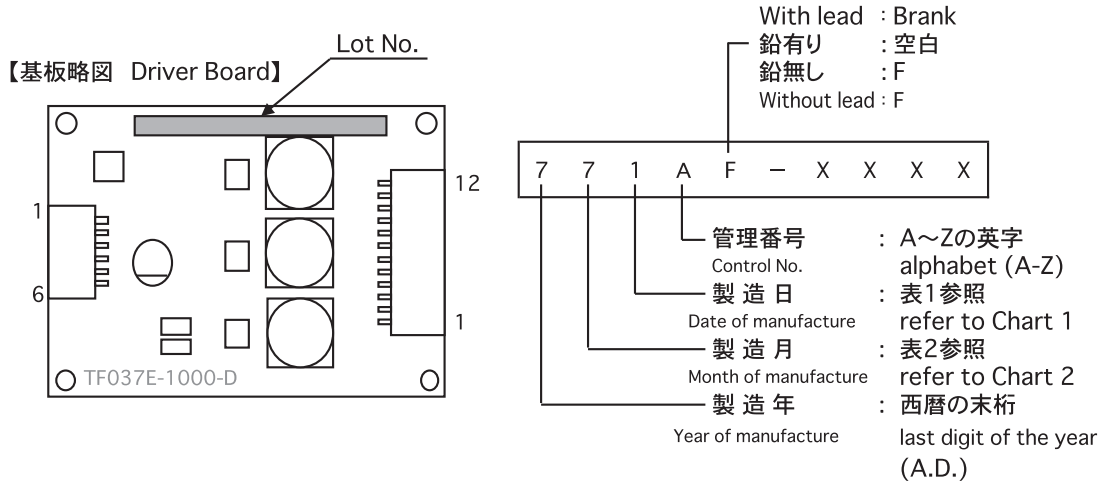 With lead : Brank
鉛有り : 空白
鉛無し : F
Without lead : F
Lot No.
【基板略図 Driver Board】
7 7 1 A F − X X X X
12
1
6
1
TF037E-1000-D
管理番号 : A～Zの英字
Control No. alphabet (A-Z)
製 造 日 : 表1参照
Date of manufacture refer to Chart 1
製 造 月 : 表2参照
Month of manufacture refer to Chart 2
製 造 年 : 西暦の末桁
Year of manufacture last digit of the year
(A.D.)